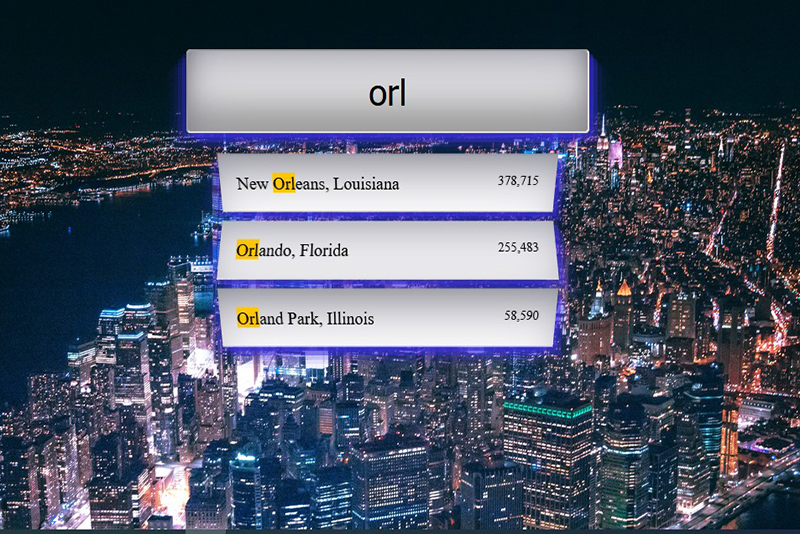 orl
New Orleans, Louisiana 378,715
Orlando, Florida 255,483
Orland Park, Illinois 58,590